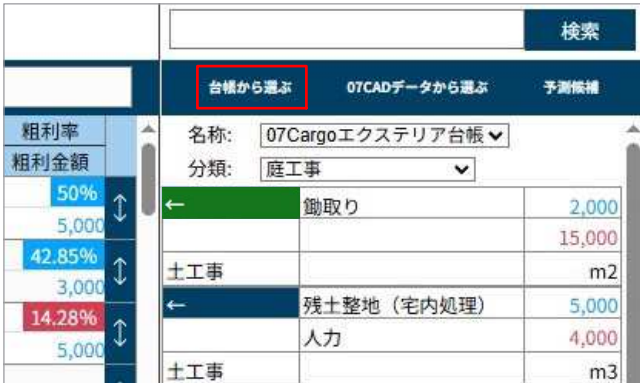 検索
台帳から選ぶ 07CADデータから選ぶ 予測候補
粗利率
粗利金額
50%
5,000
42.85%
3,000
14.28%
5,000
名称: 07Cargoエクステリア台帳
分類: 庭工事
← 鋤取り 2,000
15,000
土工事 m2
← 残土整地（宅内処理） 5,000
人力 4,000
土工事 m3